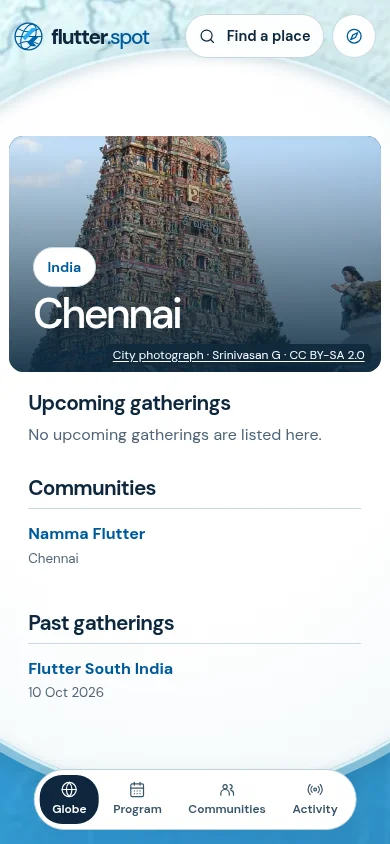 flutter.spot
Find a place
India
Chennai
City photograph · Srinivasan G · CC BY-SA 2.0
Upcoming gatherings
No upcoming gatherings are listed here.
Communities
Namma Flutter
Chennai
Past gatherings
Flutter South India
10 Oct 2026
Globe
Program
Communities
Activity